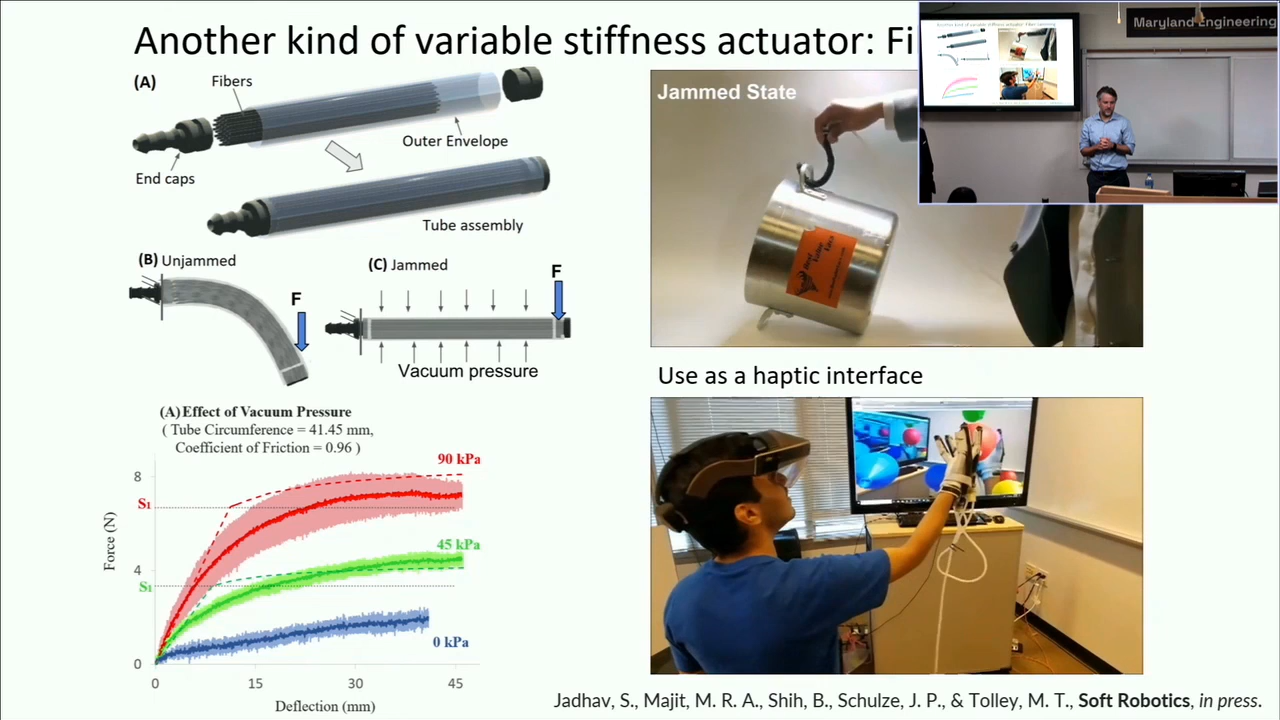 Another kind of variable stiffness actuator: Fi
Maryland Engineering
(A)
Fibers
Outer Envelope
End caps
Tube assembly
(B) Unjammed
F
(C) Jammed
F
Vacuum pressure
(A) Effect of Vacuum Pressure
( Tube Circumference = 41.45 mm,
Coefficient of Friction = 0.96 )
90 kPa
8
S1
45 kPa
4
S1
0 kPa
0
Force (N)
0 15 30 45
Deflection (mm)
Jammed State
Use as a haptic interface
Jadhav, S., Majit, M. R. A., Shih, B., Schulze, J. P., & Tolley, M. T., Soft Robotics, in press.